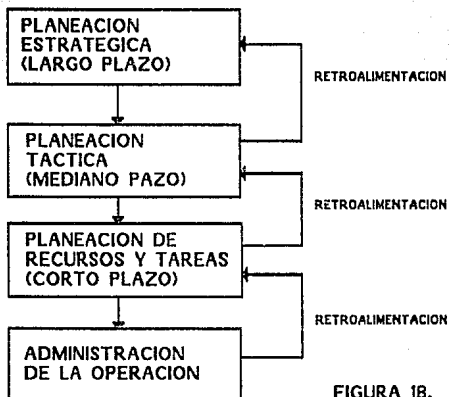 PLANEACION
ESTRATEGICA
(LARGO PLAZO)
RETROALIMENTACION
PLANEACION
TACTICA
(MEDIANO PAZO)
RETROALIMENTACION
PLANEACION DE
RECURSOS Y TAREAS
(CORTO PLAZO)
RETROALIMENTACION
ADMINISTRACION
DE LA OPERACION
FIGURA 18.